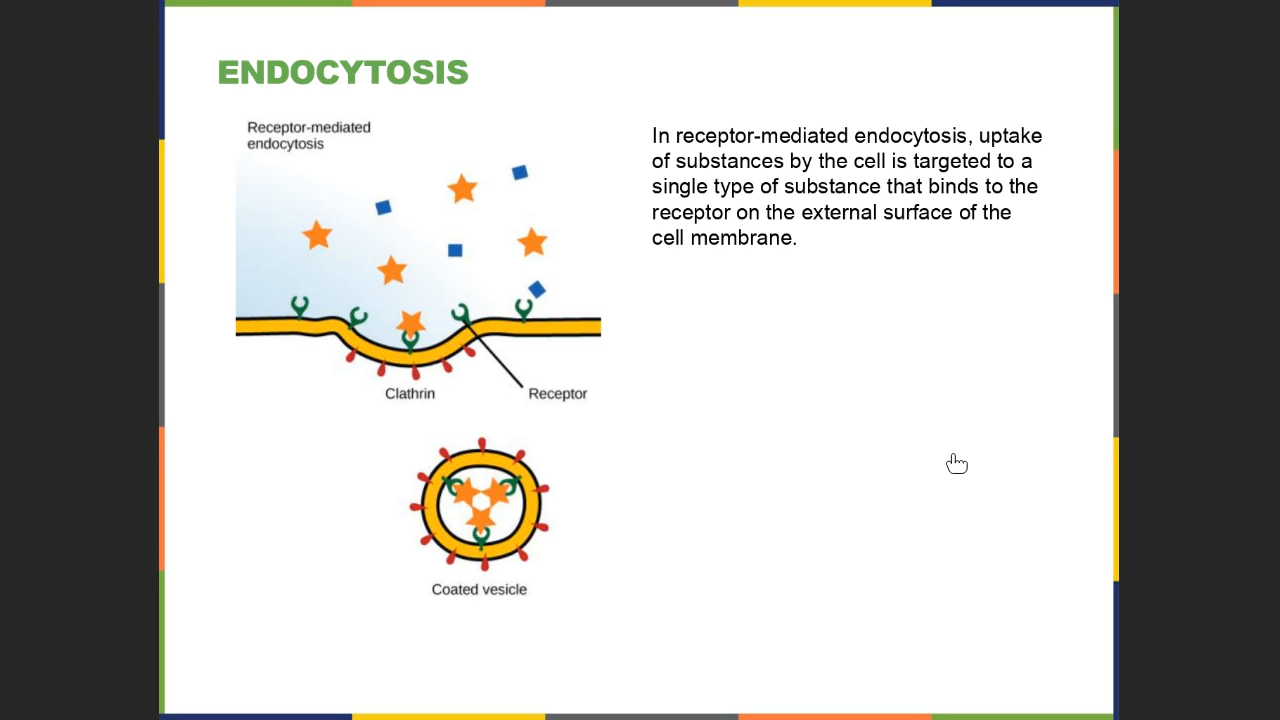 ENDOCYTOSIS
Receptor-mediated
endocytosis
Clathrin
Receptor
Coated vesicle
In receptor-mediated endocytosis, uptake
of substances by the cell is targeted to a
single type of substance that binds to the
receptor on the external surface of the
cell membrane.